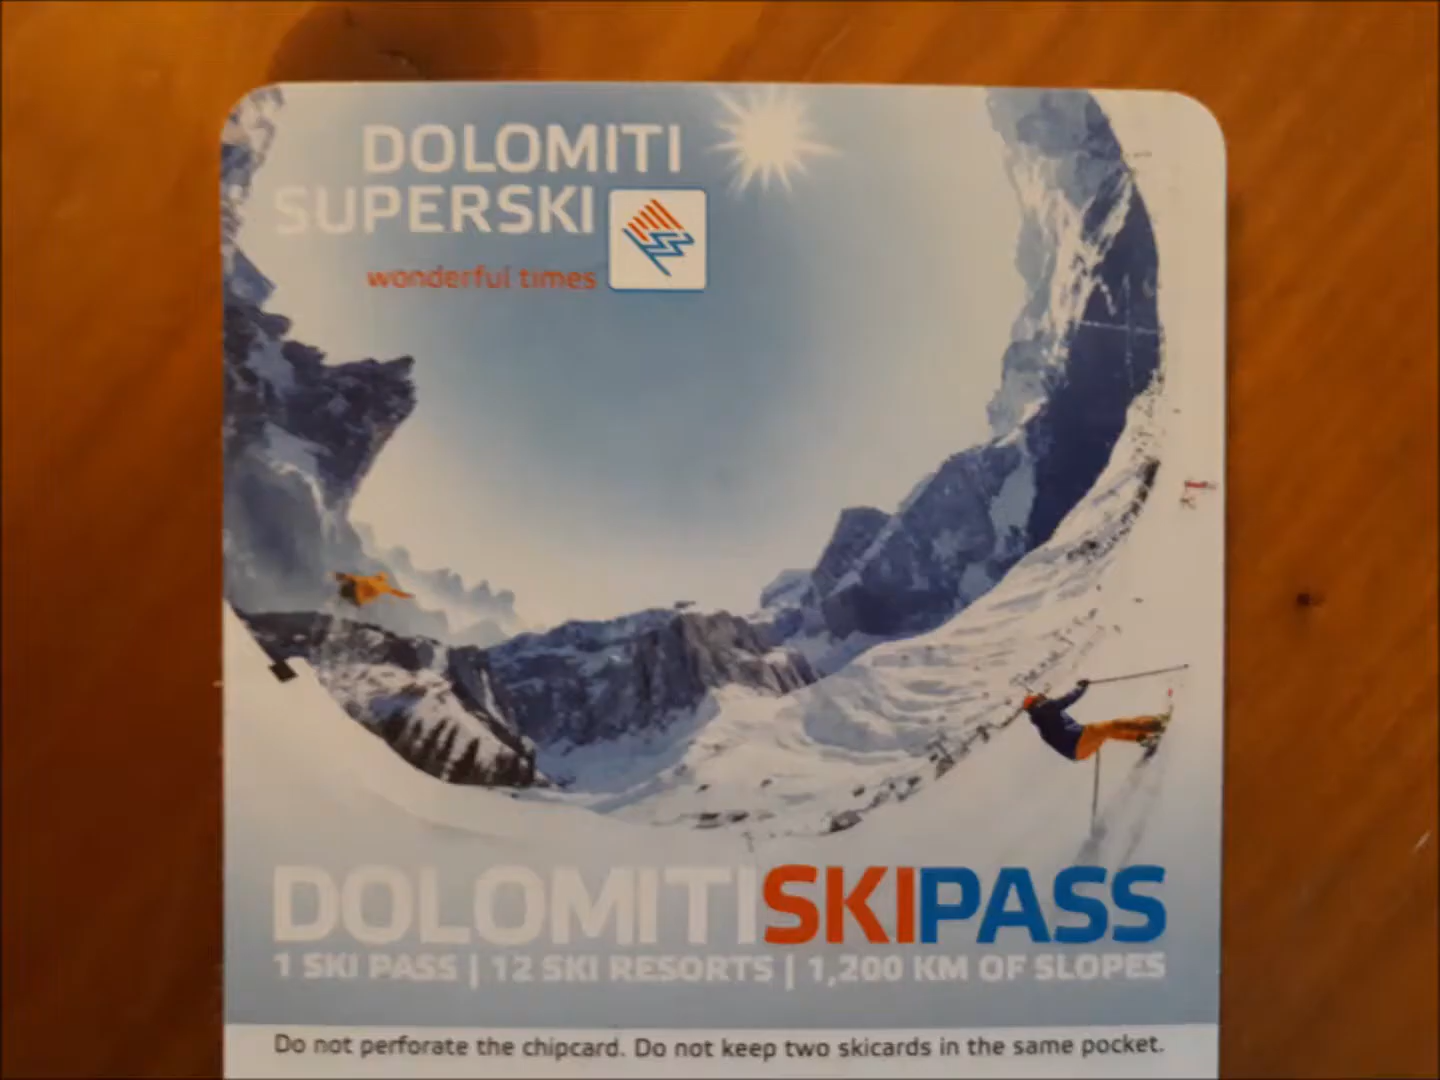 DOLOMITI
SUPERSKI
wonderful times
DOLOMITISKIPASS
1 SKI PASS | 12 SKI RESORTS | 1,200 KM OF SLOPES
Do not perforate the chipcard. Do not keep two skicards in the same pocket.